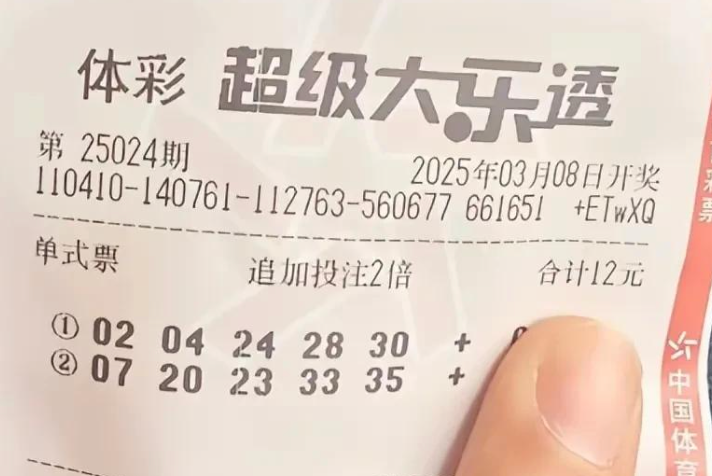 体彩 超级大乐透
第 25024期 2025年03月08日开奖
110410-140761-112763-560677 661651 +ETwXQ
单式票 追加投注2倍 合计12元
① 02 04 24 28 30 +
② 07 20 23 33 35 +
彩票
中国体育